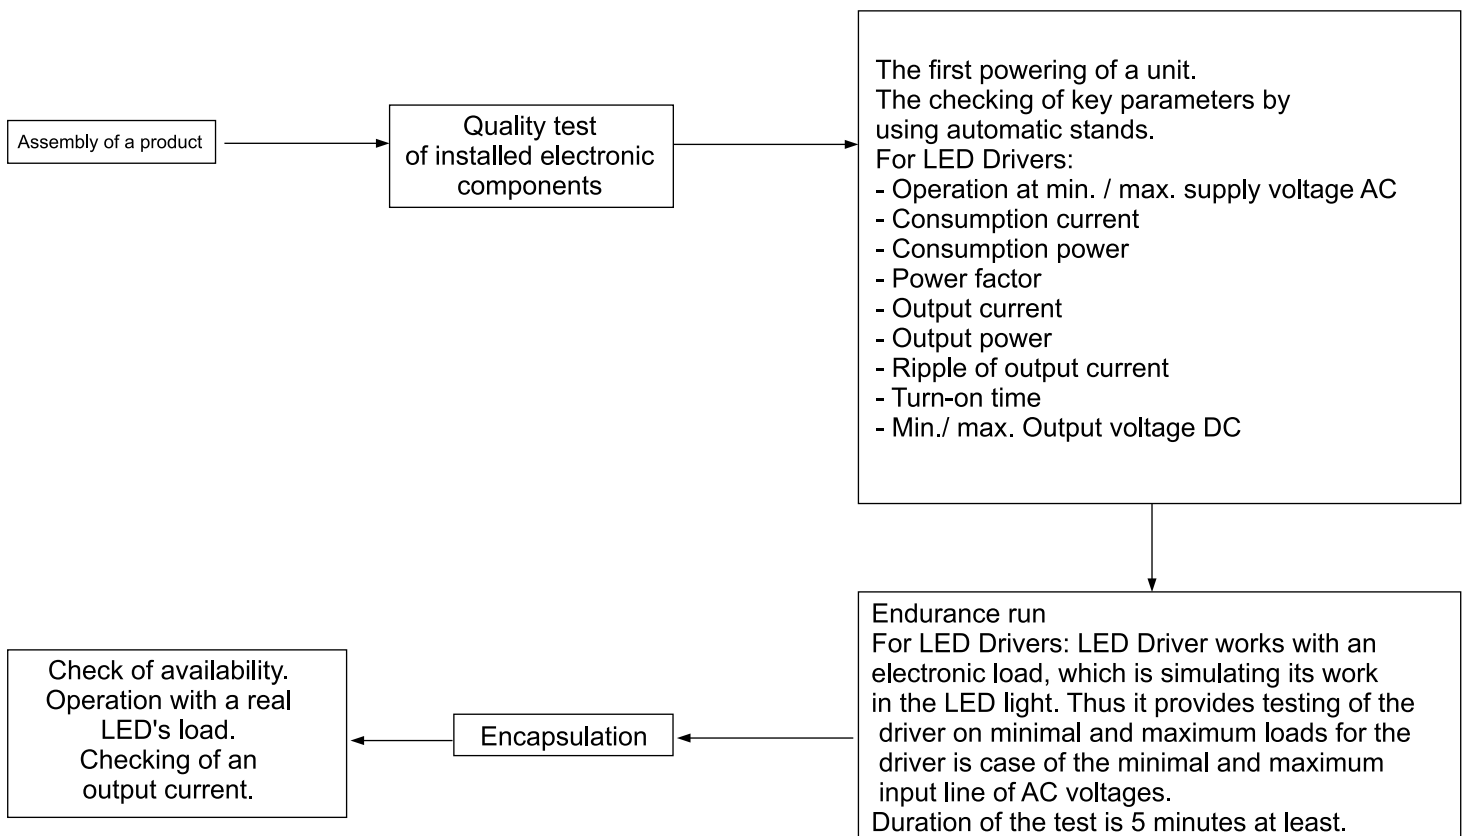 Assembly of a product
Quality test
of installed electronic
components
The first powering of a unit.
The checking of key parameters by
using automatic stands.
For LED Drivers:
- Operation at min. / max. supply voltage AC
- Consumption current
- Consumption power
- Power factor
- Output current
- Output power
- Ripple of output current
- Turn-on time
- Min./ max. Output voltage DC
Endurance run
For LED Drivers: LED Driver works with an
electronic load, which is simulating its work
in the LED light. Thus it provides testing of the
driver on minimal and maximum loads for the
driver is case of the minimal and maximum
input line of AC voltages.
Duration of the test is 5 minutes at least.
Encapsulation
Check of availability.
Operation with a real
LED's load.
Checking of an
output current.